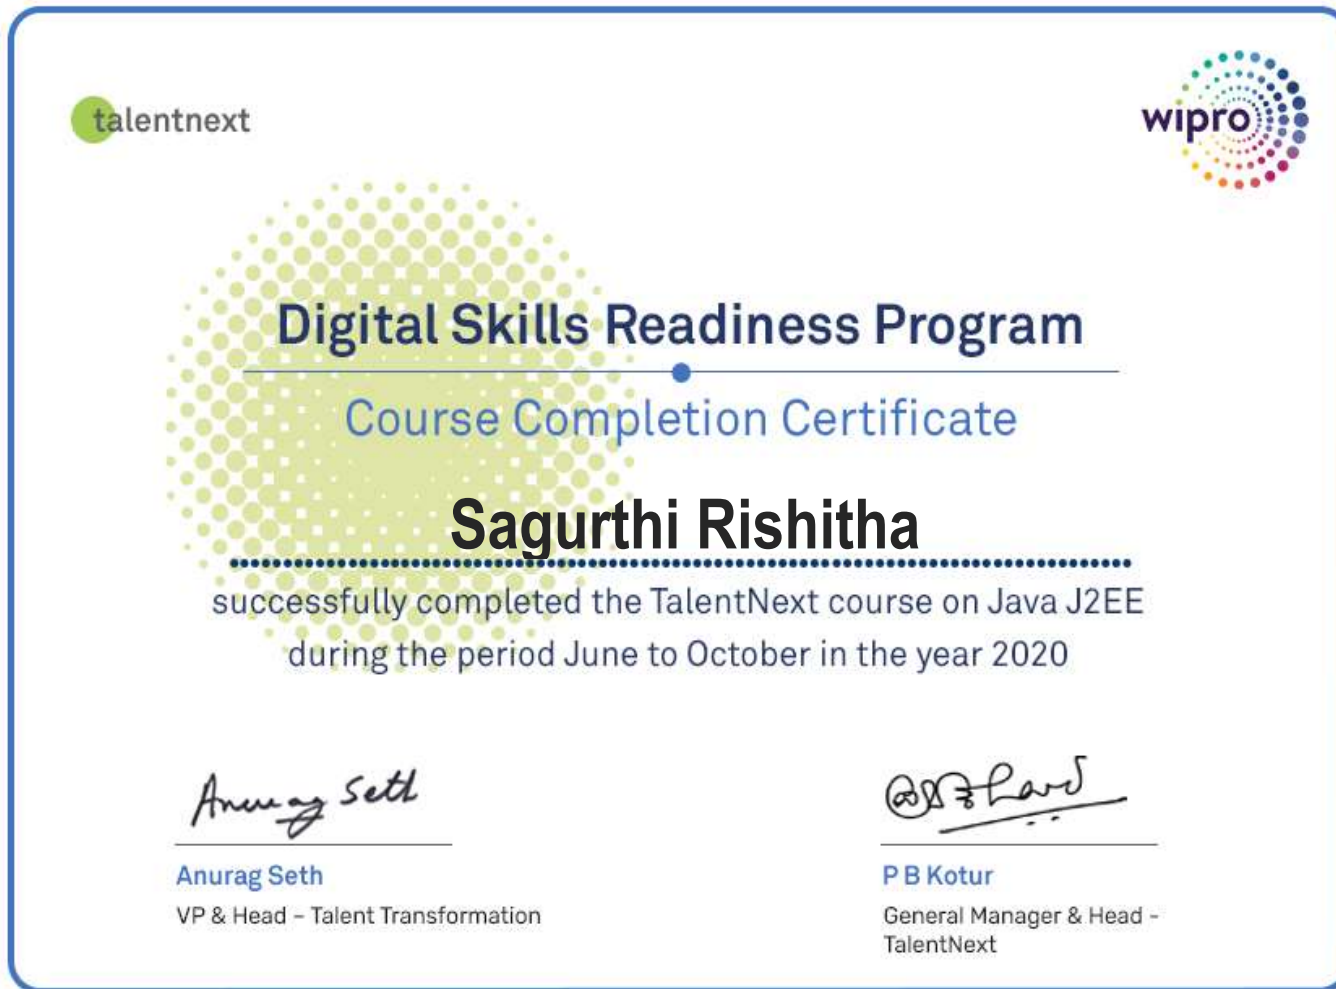 talentnext
wipro
Digital Skills Readiness Program
Course Completion Certificate
Sagurthi Rishitha
successfully completed the TalentNext course on Java J2EE
during the period June to October in the year 2020
Anurag Seth
Anurag Seth
P B Kotur
VP & Head – Talent Transformation
General Manager & Head -
TalentNext